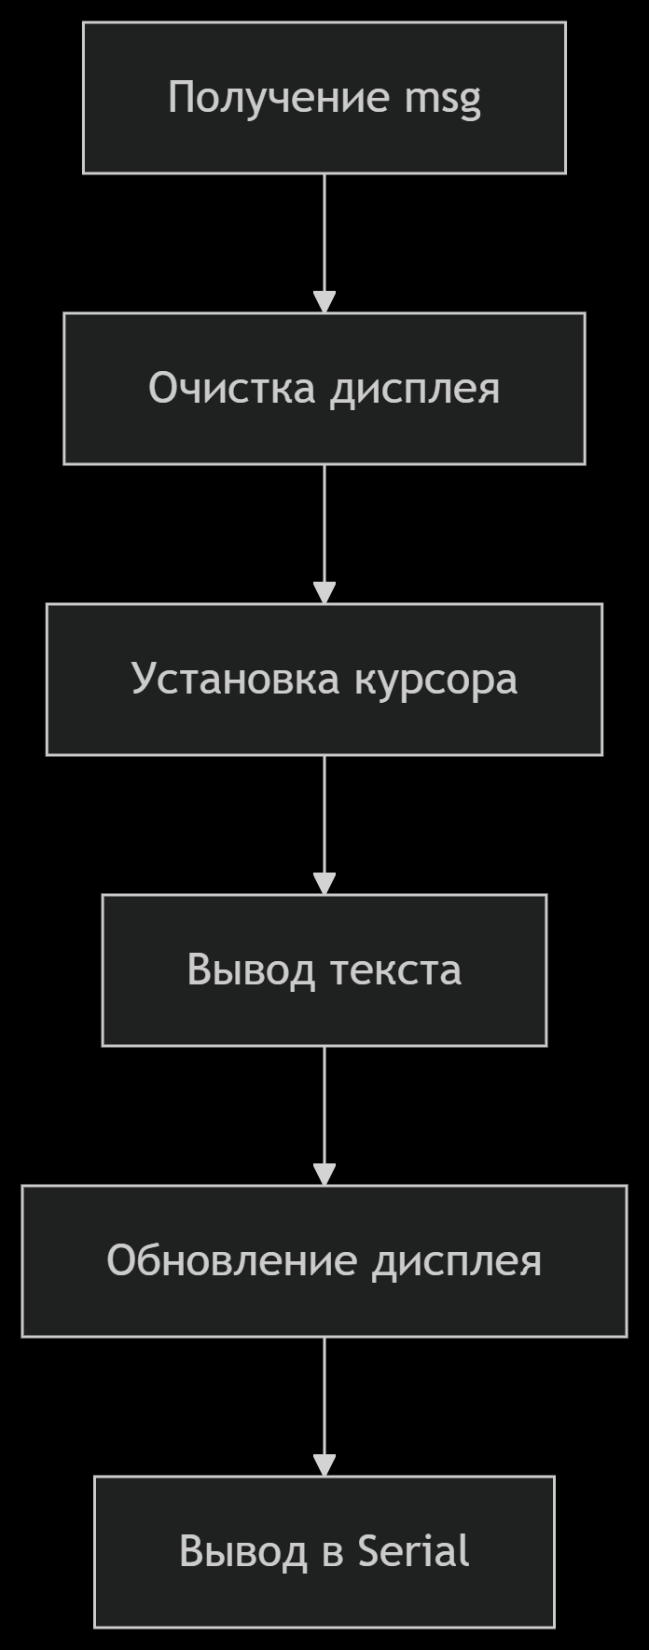 Получение msg
Очистка дисплея
Установка курсора
Вывод текста
Обновление дисплея
Вывод в Serial